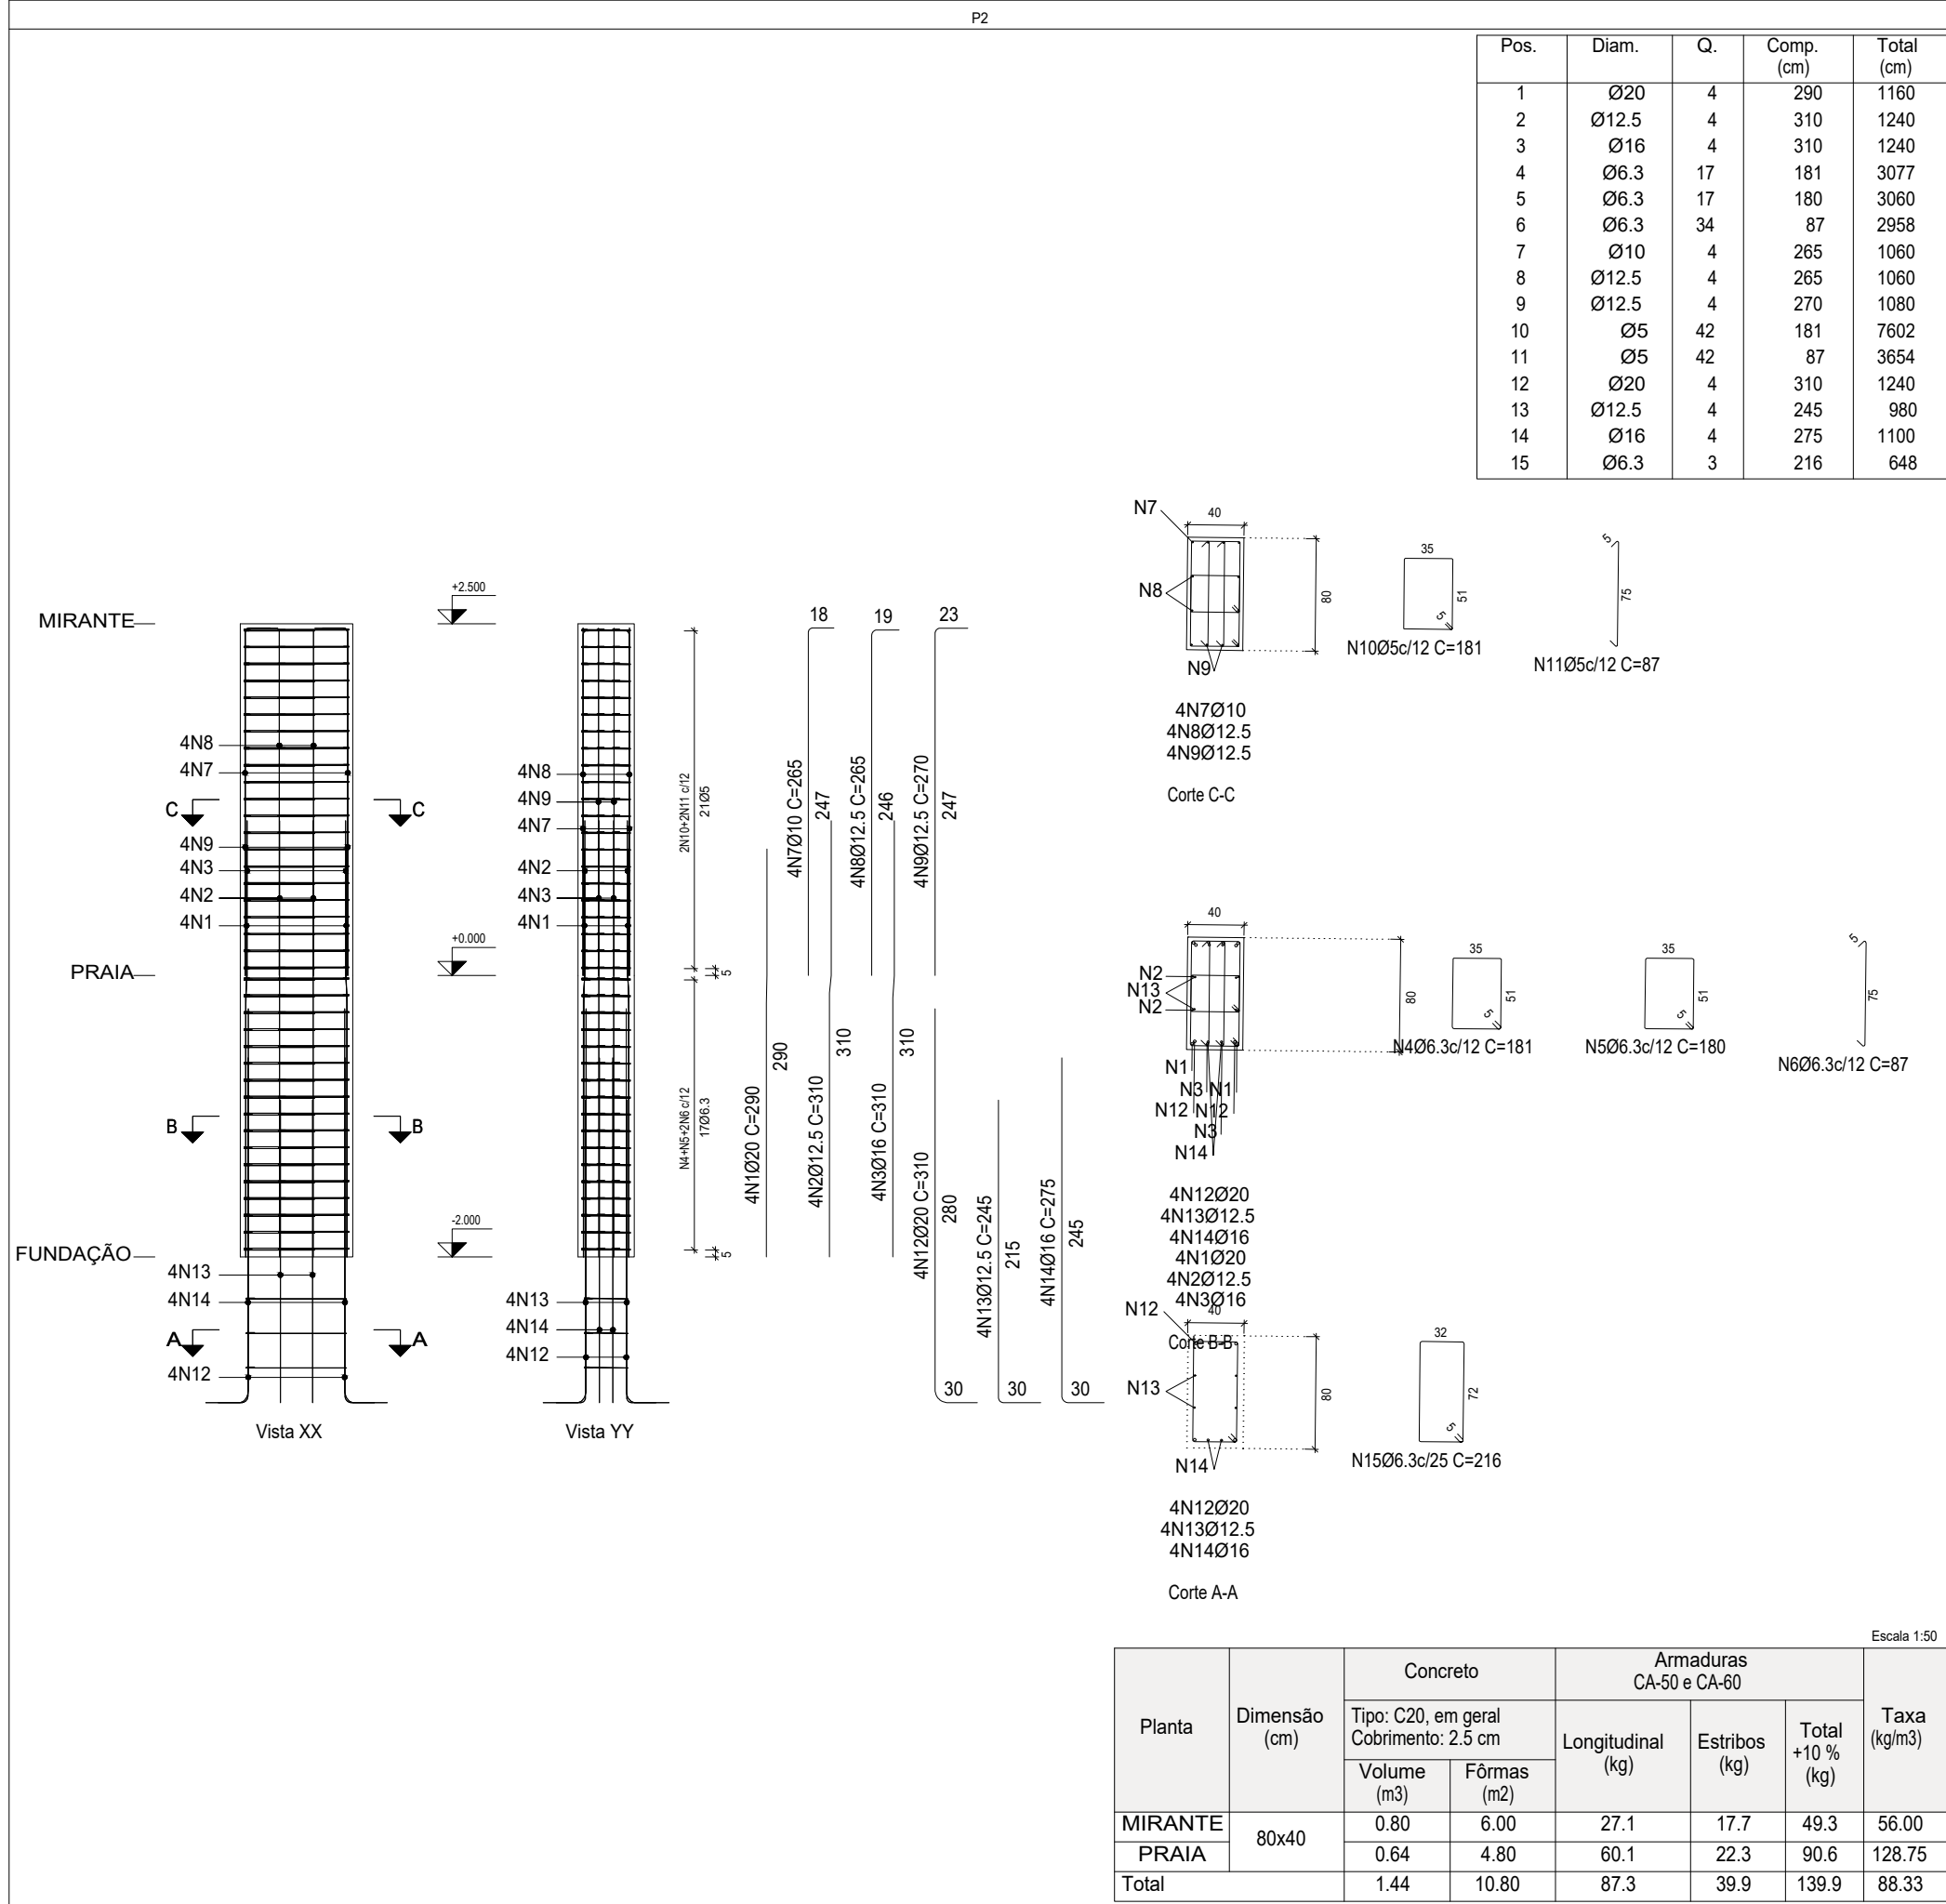 P2
Pos. Diam. Q. Comp. (cm) Total (cm)
1 Ø20 4 290 1160
2 Ø12.5 4 310 1240
3 Ø16 4 310 1240
4 Ø6.3 17 181 3077
5 Ø6.3 17 180 3060
6 Ø6.3 34 87 2958
7 Ø10 4 265 1060
8 Ø12.5 4 265 1060
9 Ø12.5 4 270 1080
10 Ø5 42 181 7602
11 Ø5 42 87 3654
12 Ø20 4 310 1240
13 Ø12.5 4 245 980
14 Ø16 4 275 1100
15 Ø6.3 3 216 648
MIRANTE
PRAIA
FUNDAÇÃO
4N8
4N7
C C
4N9
4N3
4N2
4N1
B B
4N13
4N14
A A
4N12
Vista XX
+2.500
+0.000
-2.000
4N8
4N9
4N7
4N2
4N3
4N1
4N13
4N14
4N12
Vista YY
2N10+2N11 c/12
21Ø5
5
N4+N5+2N6 c/12
17Ø6.3
5
4N1Ø20 C=290
290
18
4N7Ø10 C=265
247
4N2Ø12.5 C=310
310
19
4N8Ø12.5 C=265
246
4N3Ø16 C=310
310
23
4N9Ø12.5 C=270
247
4N12Ø20 C=310
280
30
4N13Ø12.5 C=245
215
30
4N14Ø16 C=275
245
30
N7
40
N8
80
N9
4N7Ø10
4N8Ø12.5
4N9Ø12.5
Corte C-C
35
51
5
N10Ø5c/12 C=181
5
75
N11Ø5c/12 C=87
40
N2
N13
N2
80
N1
N3 N1
N12 N12
N3
N14
4N12Ø20
4N13Ø12.5
4N14Ø16
4N1Ø20
4N2Ø12.5
4N3Ø16
Corte B-B
35
51
5
N4Ø6.3c/12 C=181
35
51
5
N5Ø6.3c/12 C=180
5
75
N6Ø6.3c/12 C=87
N12
40
N13
80
N14
4N12Ø20
4N13Ø12.5
4N14Ø16
Corte A-A
32
72
5
N15Ø6.3c/25 C=216
Escala 1:50
Planta
Dimensão
(cm)
Concreto
Tipo: C20, em geral
Cobrimento: 2.5 cm
Volume
(m3)
Fôrmas
(m2)
Armaduras
CA-50 e CA-60
Longitudinal
(kg)
Estribos
(kg)
Total
+10 %
(kg)
Taxa
(kg/m3)
MIRANTE 80x40 0.80 6.00 27.1 17.7 49.3 56.00
PRAIA 0.64 4.80 60.1 22.3 90.6 128.75
Total 1.44 10.80 87.3 39.9 139.9 88.33